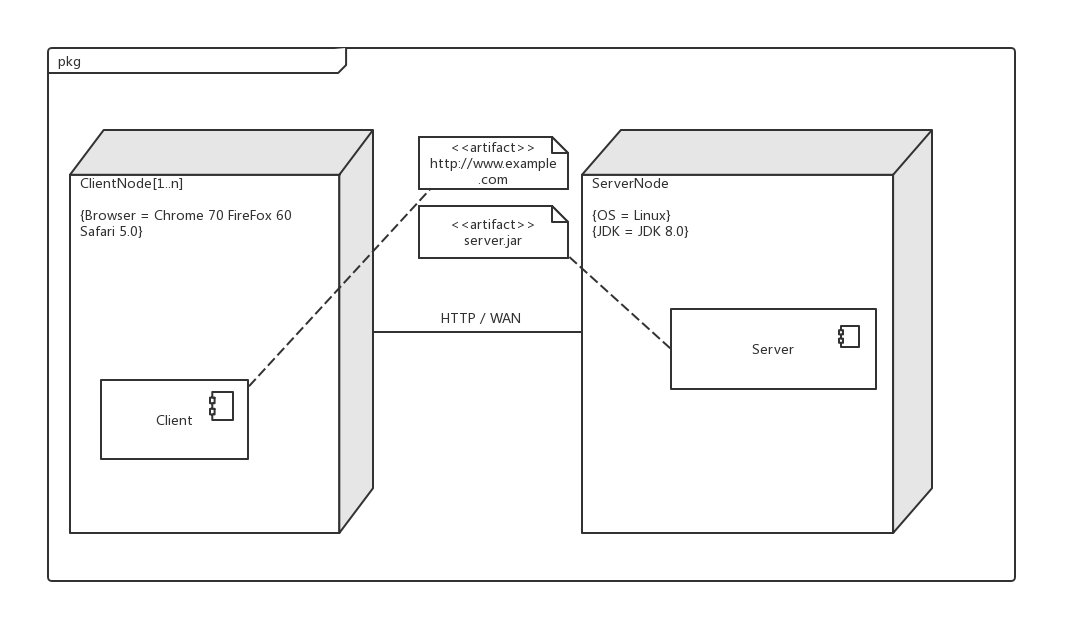 pkg
ClientNode[1..n]
{Browser = Chrome 70 FireFox 60
Safari 5.0}
Client
<<artifact>>
http://www.example
.com
<<artifact>>
server.jar
HTTP / WAN
ServerNode
{OS = Linux}
{JDK = JDK 8.0}
Server